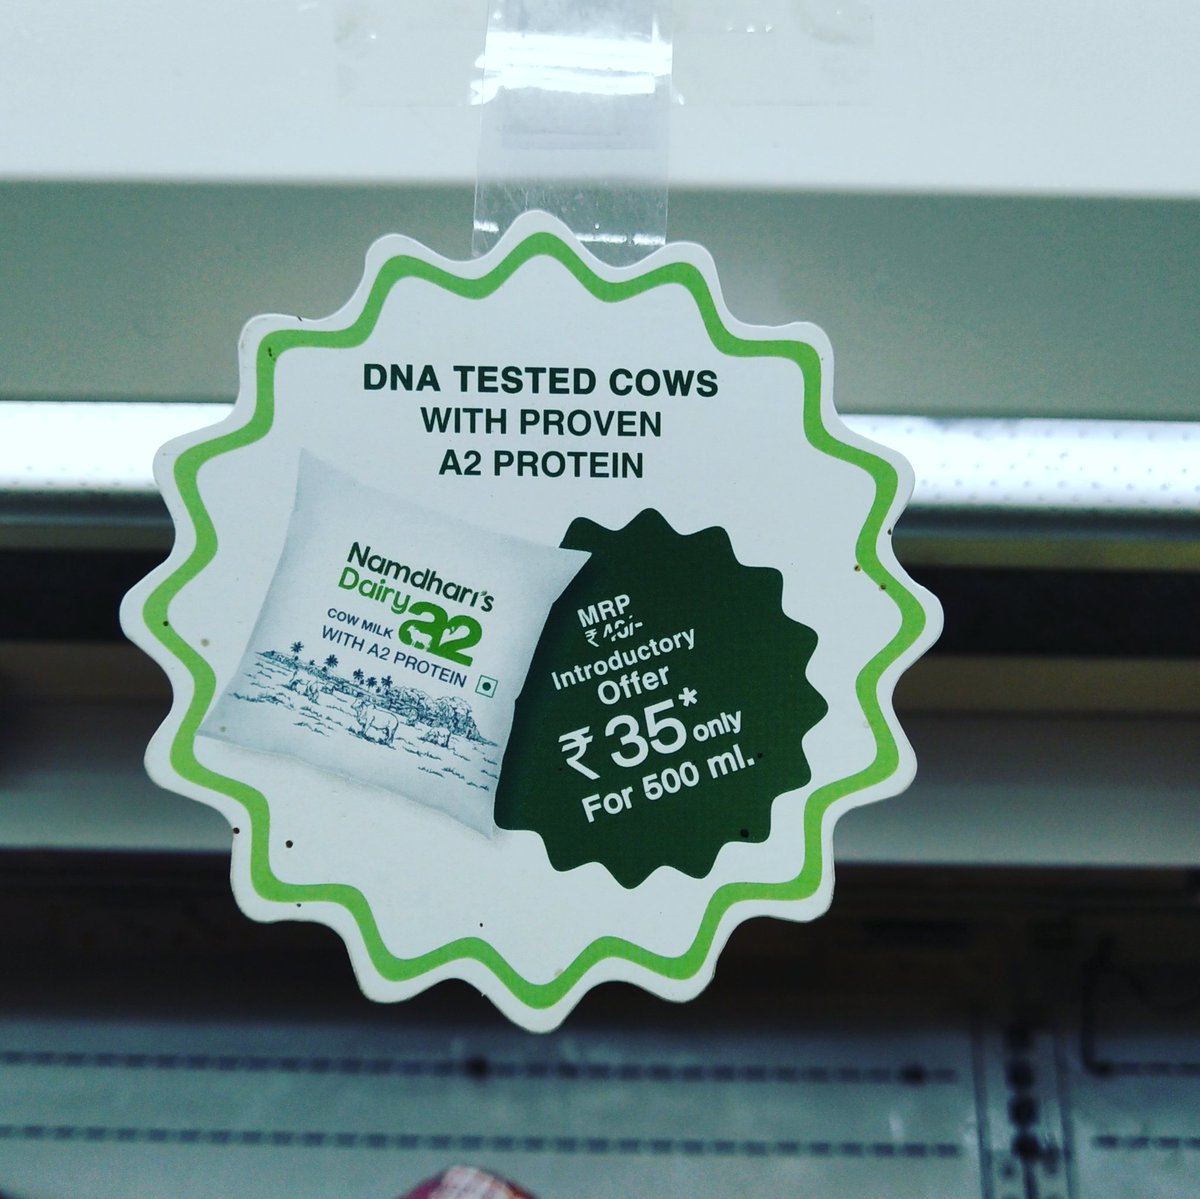 DNA TESTED COWS
WITH PROVEN
A2 PROTEIN
Namdhari's
Dairy a2
COW MILK
WITH A2 PROTEIN
MRP
₹ 40/-
Introductory
Offer
₹ 35* only
For 500 ml.